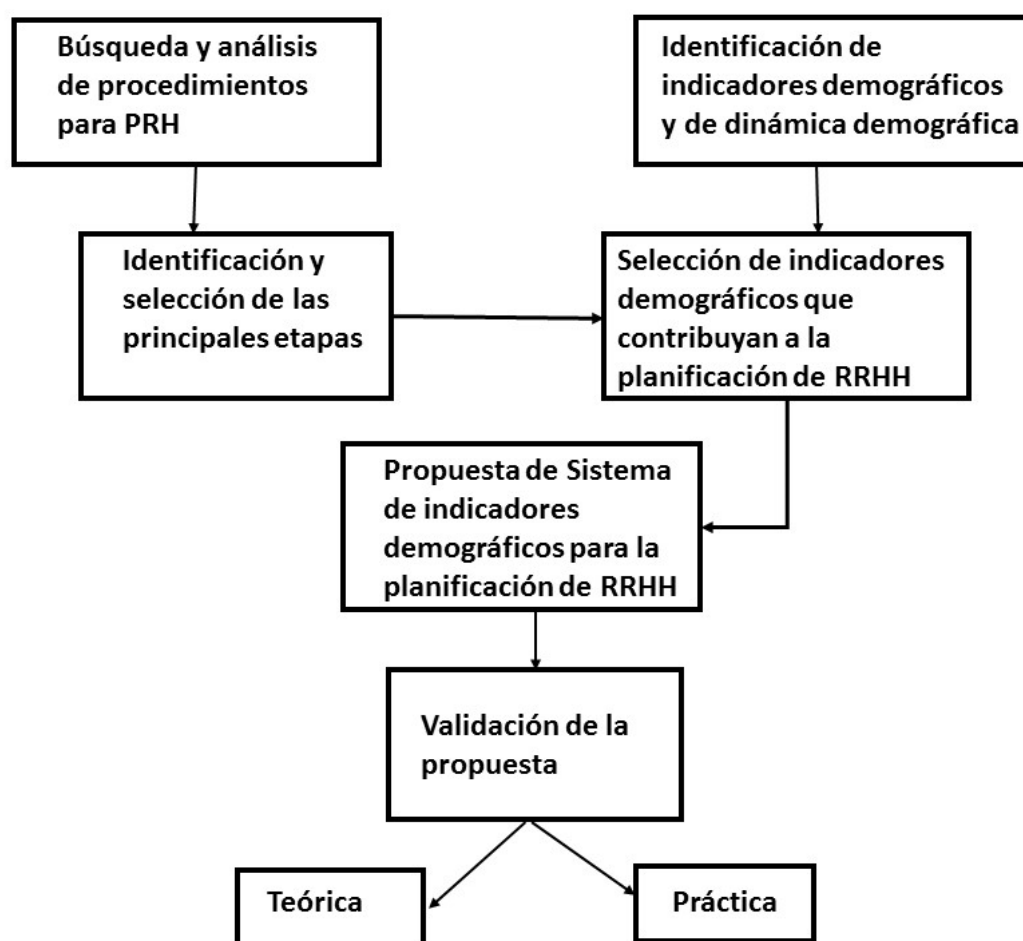 Búsqueda y análisis
de procedimientos
para PRH
Identificación de
indicadores demográficos
y de dinámica demográfica
Identificación y
selección de las
principales etapas
Selección de indicadores
demográficos que
contribuyan a la
planificación de RRHH
Propuesta de Sistema
de indicadores
demográficos para la
planificación de RRHH
Validación de la
propuesta
Teórica
Práctica